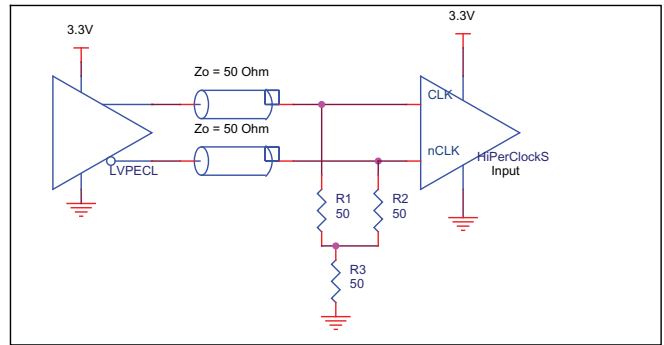 3.3V
3.3V
Zo = 50 Ohm
CLK
Zo = 50 Ohm
nCLK
HiPerClockS
Input
LVPECL
R1
50
R2
50
R3
50